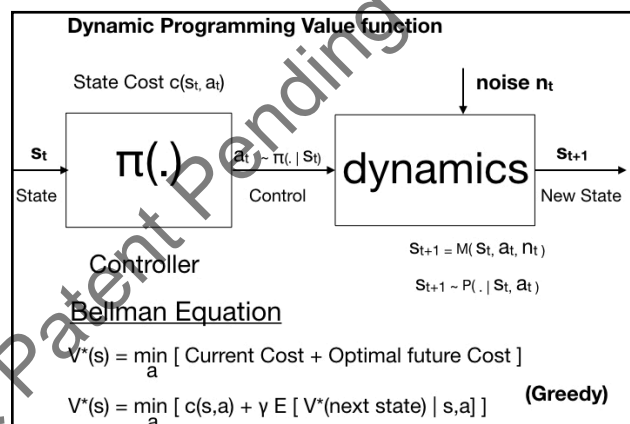 Dynamic Programming Value function
State Cost c(st, at)
noise nt
st
π(.)
at ~ π(. | st)
dynamics
st+1
State
Control
New State
st+1 = M( st, at, nt )
Controller
st+1 ~ P( . | st, at )
Bellman Equation
V*(s) = min [ Current Cost + Optimal future Cost ]
a
(Greedy)
V*(s) = min [ c(s,a) + γ E [ V*(next state) | s,a] ]
a
Patent Pending